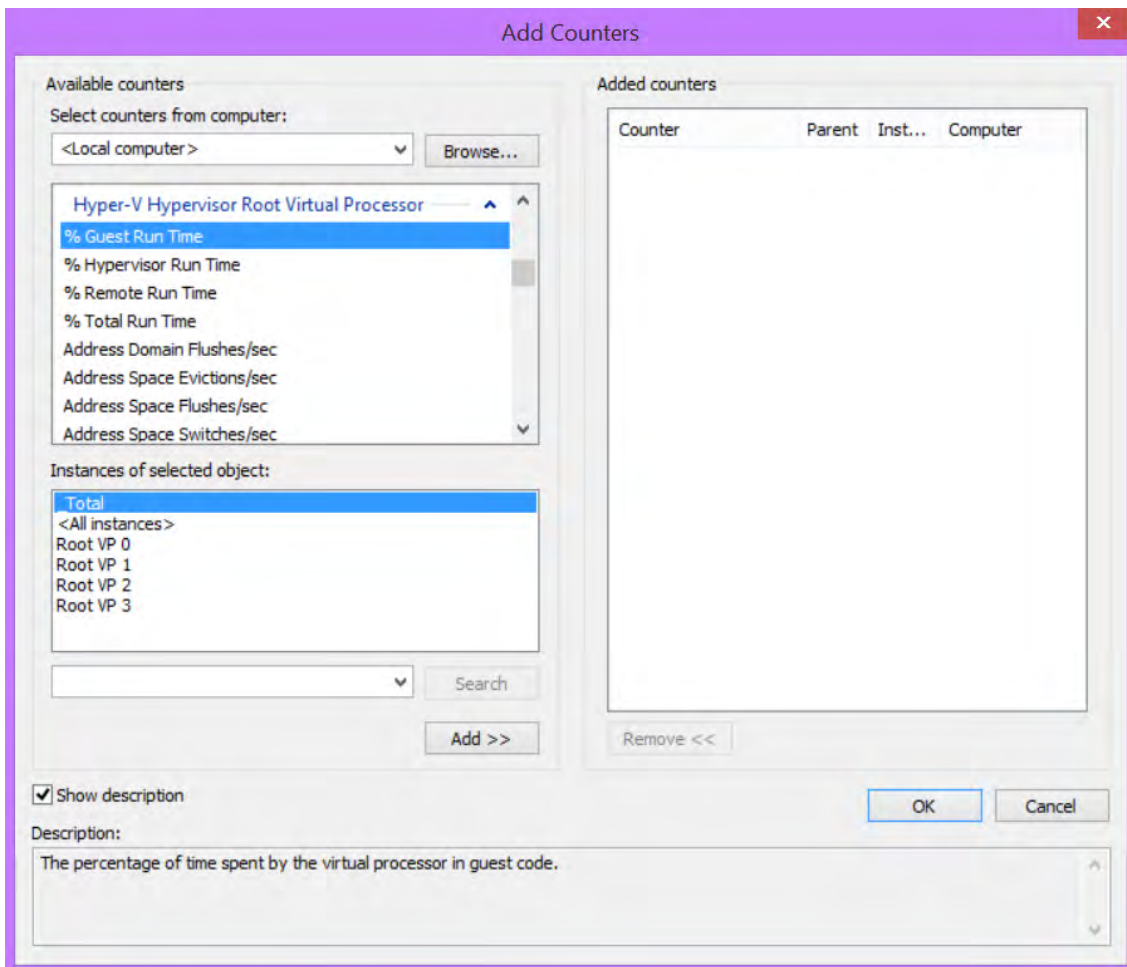 Add Counters
Available counters
Select counters from computer:
<Local computer>
Browse...
Hyper-V Hypervisor Root Virtual Processor
% Guest Run Time
% Hypervisor Run Time
% Remote Run Time
% Total Run Time
Address Domain Flushes/sec
Address Space Evictions/sec
Address Space Flushes/sec
Address Space Switches/sec
Instances of selected object:
_Total
<All instances>
Root VP 0
Root VP 1
Root VP 2
Root VP 3
Search
Add >>
Added counters
Counter Parent Inst... Computer
Remove <<
Show description
OK Cancel
Description:
The percentage of time spent by the virtual processor in guest code.